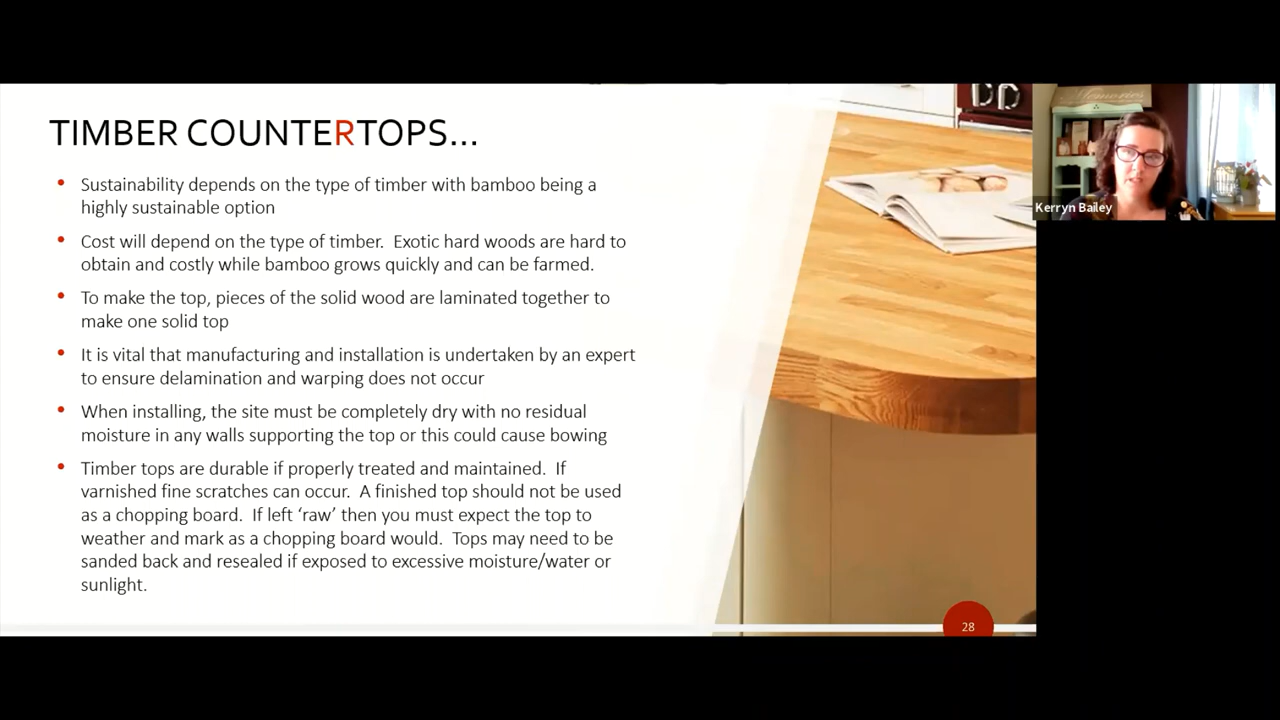 TIMBER COUNTERTOPS...
• Sustainability depends on the type of timber with bamboo being a
highly sustainable option
• Cost will depend on the type of timber.  Exotic hard woods are hard to
obtain and costly while bamboo grows quickly and can be farmed.
• To make the top, pieces of the solid wood are laminated together to
make one solid top
• It is vital that manufacturing and installation is undertaken by an expert
to ensure delamination and warping does not occur
• When installing, the site must be completely dry with no residual
moisture in any walls supporting the top or this could cause bowing
• Timber tops are durable if properly treated and maintained.  If
varnished fine scratches can occur.  A finished top should not be used
as a chopping board.  If left ‘raw’ then you must expect the top to
weather and mark as a chopping board would.  Tops may need to be
sanded back and resealed if exposed to excessive moisture/water or
sunlight.
28
Memories
Kerryn Bailey